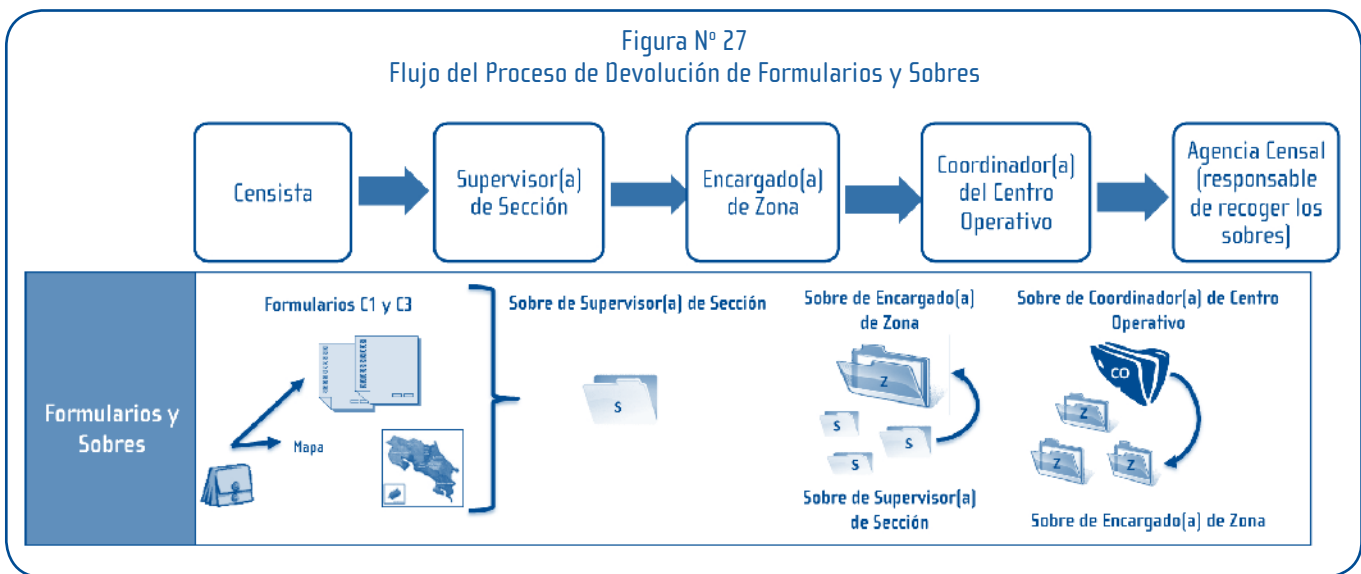 Figura Nº 27
Flujo del Proceso de Devolución de Formularios y Sobres
Censista
Supervisor(a)
de Sección
Encargado(a)
de Zona
Coordinador(a)
del Centro
Operativo
Agencia Censal
(responsable
de recoger los
sobres)
Formularios y
Sobres
Formularios C1 y C3
Mapa
Sobre de Supervisor(a) de Sección
S
Sobre de Encargado(a)
de Zona
Z
S
S
S
Sobre de Supervisor(a)
de Sección
Sobre de Coordinador(a) de Centro
Operativo
CO
Z
Z
Z
Sobre de Encargado(a) de Zona